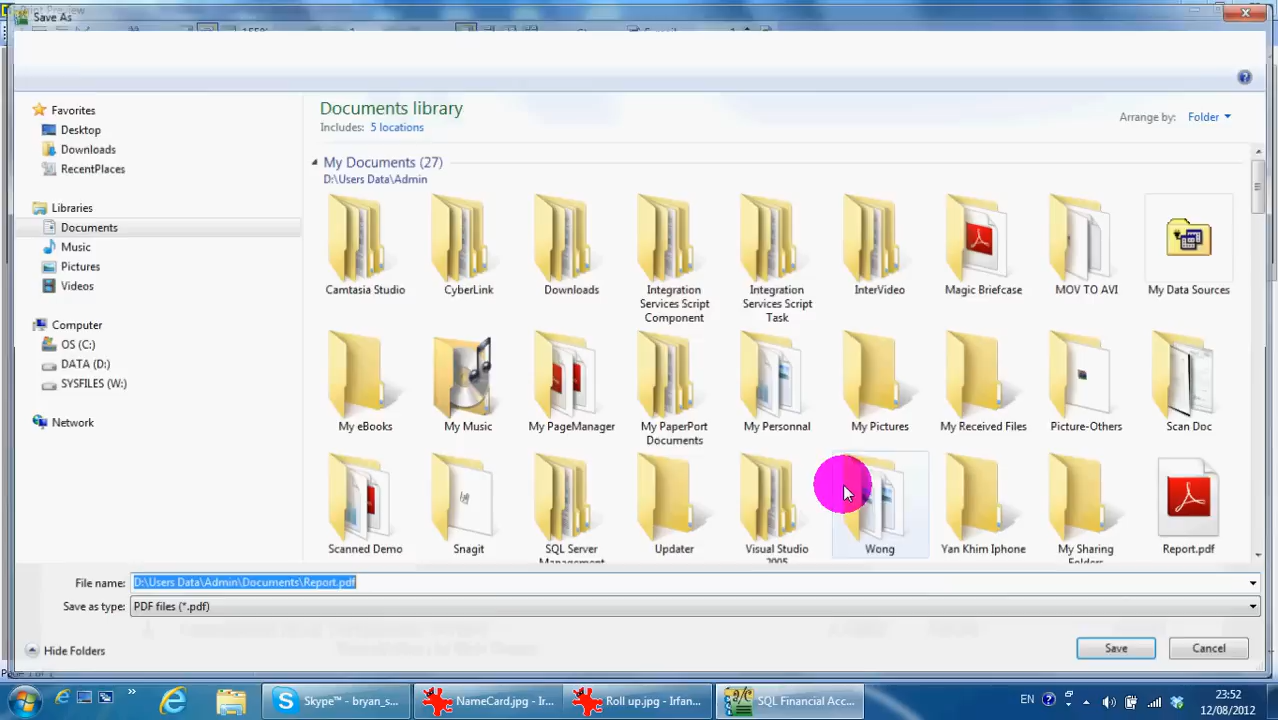 Save As
Documents library
Includes: 5 locations
Arrange by: Folder
Favorites
Desktop
Downloads
RecentPlaces
Libraries
Documents
Music
Pictures
Videos
Computer
OS (C:)
DATA (D:)
SYSFILES (W:)
Network
My Documents (27)
D:\Users Data\Admin
Camtasia Studio
CyberLink
Downloads
Integration
Services Script
Component
Integration
Services Script
Task
InterVideo
Magic Briefcase
MOV TO AVI
My Data Sources
My eBooks
My Music
My PageManager
My PaperPort
Documents
My Personnal
My Pictures
My Received Files
Picture-Others
Scan Doc
Scanned Demo
Snagit
SQL Server
Management
Updater
Visual Studio
2005
Wong
Yan Khim Iphone
My Sharing
Folders
Report.pdf
File name: D:\Users Data\Admin\Documents\Report.pdf
Save as type: PDF files (*.pdf)
Hide Folders
Save
Cancel
Skype™ - bryan_s...
NameCard.jpg - Ir...
Roll up.jpg - Irfan...
SQL Financial Acc...
EN
23:52
12/08/2012